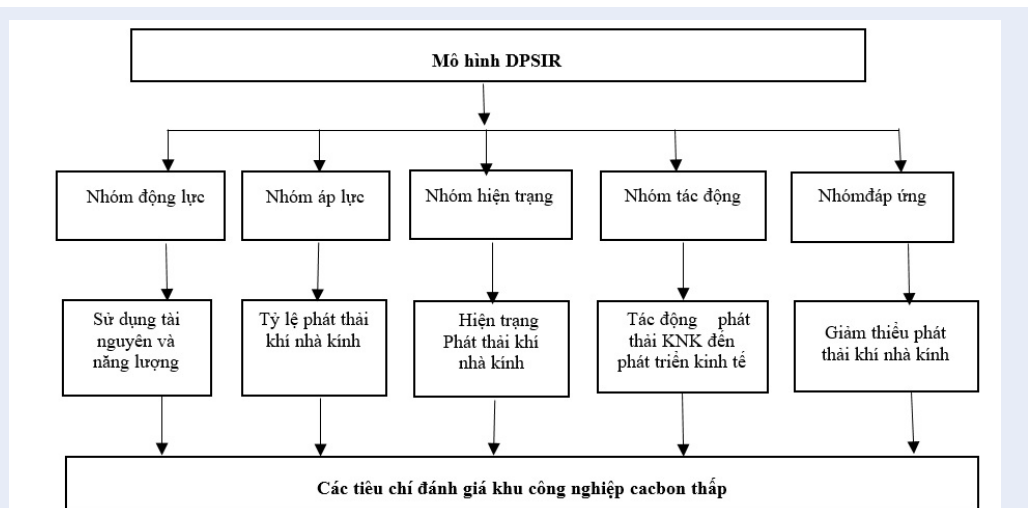 Mô hình DPSIR
Nhóm động lực
Nhóm áp lực
Nhóm hiện trạng
Nhóm tác động
Nhómđáp ứng
Sử dụng tài
nguyên và
năng lượng
Tỷ lệ phát thải
khí nhà kính
Hiện trạng
Phát thải khí
nhà kính
Tác động phát
thải KNK đến
phát triển kinh tế
Giảm thiểu phát
thải khí nhà kính
Các tiêu chí đánh giá khu công nghiệp cacbon thấp